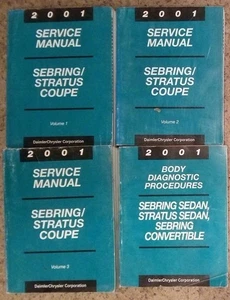 2001
SERVICE
MANUAL
SEBRING/
STRATUS
COUPE
Volume 1
DaimlerChrysler Corporation
2001
SERVICE
MANUAL
SEBRING/
STRATUS
COUPE
Volume 2
DaimlerChrysler Corporation
2001
SERVICE
MANUAL
SEBRING/
STRATUS
COUPE
Volume 3
DaimlerChrysler Corporation
2001
BODY
DIAGNOSTIC
PROCEDURES
SEBRING SEDAN,
STRATUS SEDAN,
SEBRING
CONVERTIBLE
DaimlerChrysler Corporation